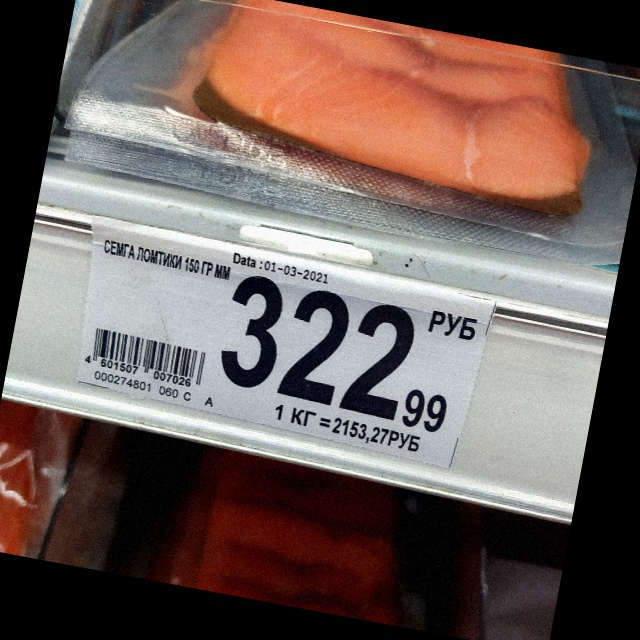 СЕМГА ЛОМТИКИ 150 ГР ММ
Data : 01-03-2021
322 99 РУБ
4 601507 007026
000274801 060 С А
1 КГ = 2153,27РУБ